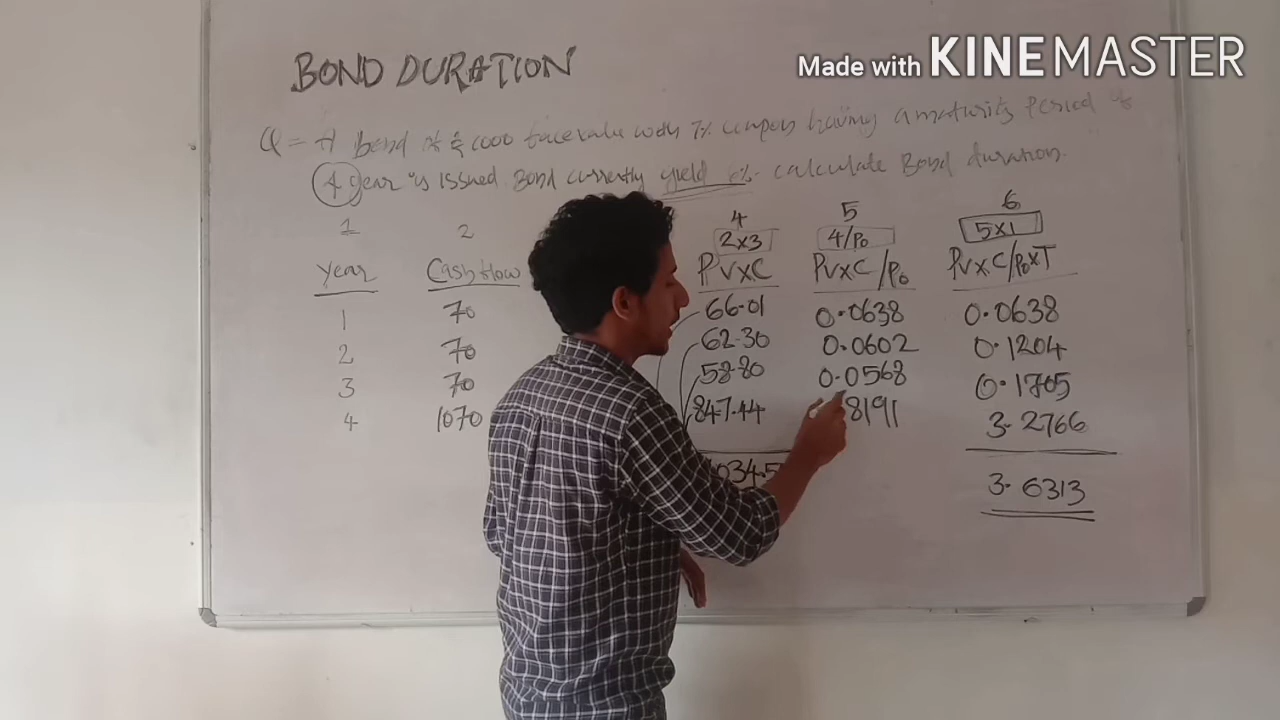 Made with KINEMASTER
BOND DURATION
Q = A Bond of ₹ 1000 face value with 7% coupon having a maturity Period of
4 year is issued Bond currently yield 6% calculate Bond duration.
1 2 4 5 6
2x3 4/P₀ 5x1
Year Cash flow PVxC PVxC/P₀ PVxC/P₀xT
1 70 66.01 0.0638 0.0638
2 70 62.30 0.0602 0.1204
3 70 58.80 0.0568 0.1705
4 1070 847.44 8191 3.2766
034.5 3.6313